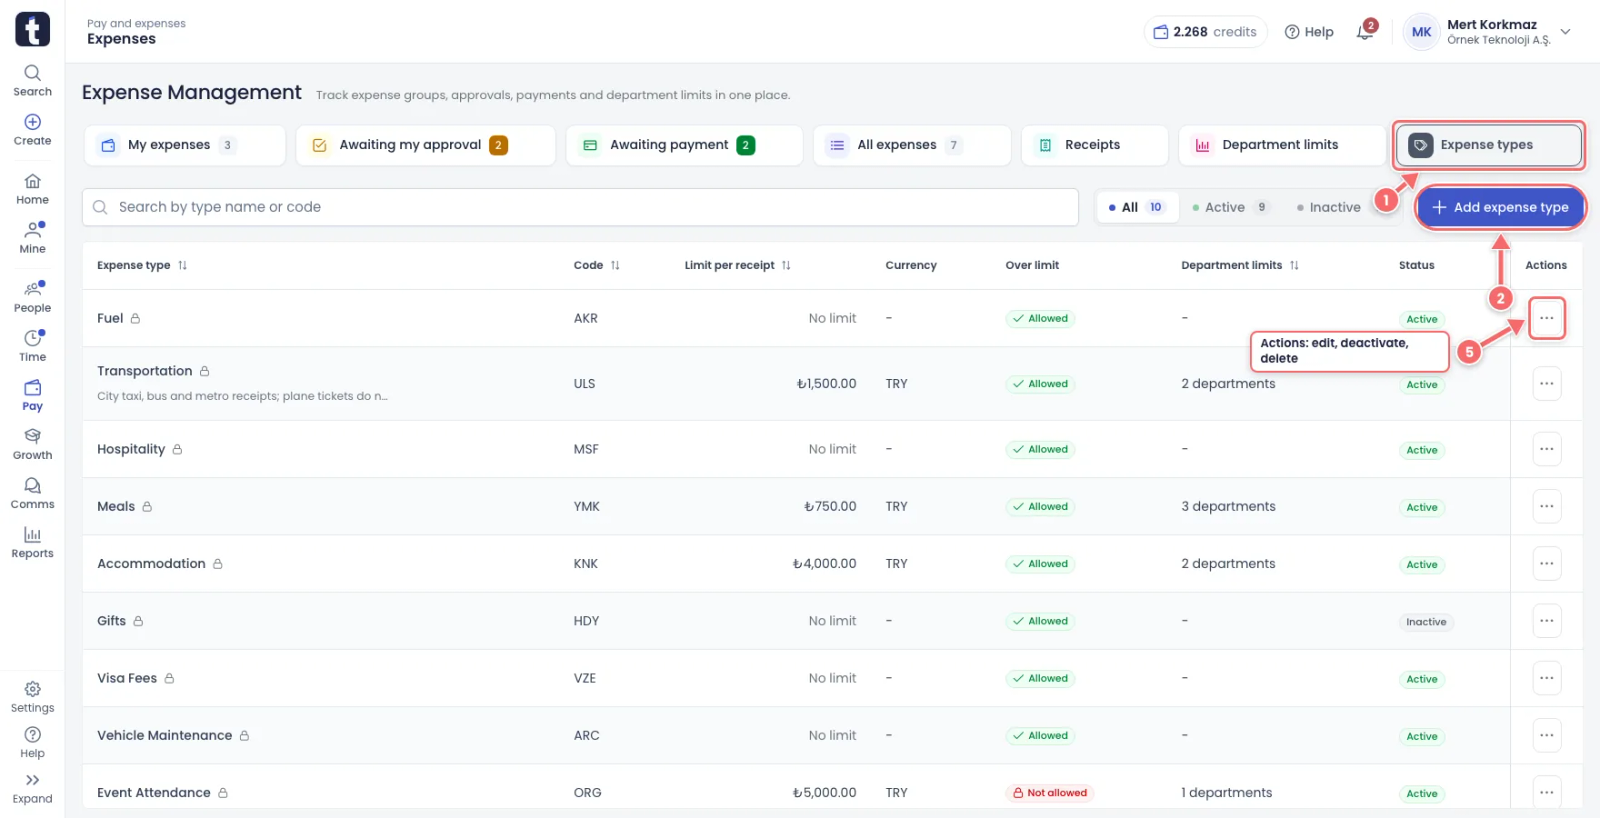 Pay and expenses
Expenses
2.268 credits
Help
2
MK
Mert Korkmaz
Örnek Teknoloji A.Ş.
Search
Create
Home
Mine
People
Time
Pay
Growth
Comms
Reports
Settings
Help
Expand
Expense Management
Track expense groups, approvals, payments and department limits in one place.
My expenses 3
Awaiting my approval 2
Awaiting payment 2
All expenses 7
Receipts
Department limits
Expense types
1
Search by type name or code
All 10
Active 9
Inactive
Add expense type
2
Expense type
Code
Limit per receipt
Currency
Over limit
Department limits
Status
Actions
Fuel AKR No limit - Allowed - Active ...
Actions: edit, deactivate, delete
5
Transportation ULS ₺1,500.00 TRY Allowed 2 departments Active ...
City taxi, bus and metro receipts; plane tickets do n...
Hospitality MSF No limit - Allowed - Active ...
Meals YMK ₺750.00 TRY Allowed 3 departments Active ...
Accommodation KNK ₺4,000.00 TRY Allowed 2 departments Active ...
Gifts HDY No limit - Allowed - Inactive ...
Visa Fees VZE No limit - Allowed - Active ...
Vehicle Maintenance ARC No limit - Allowed - Active ...
Event Attendance ORG ₺5,000.00 TRY Not allowed 1 departments Active ...